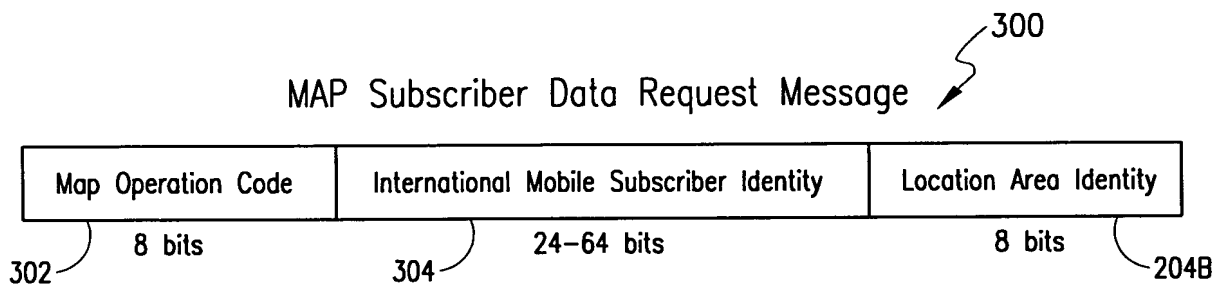 300
MAP Subscriber Data Request Message
Map Operation Code International Mobile Subscriber Identity Location Area Identity
8 bits 24-64 bits 8 bits
302 304 204B